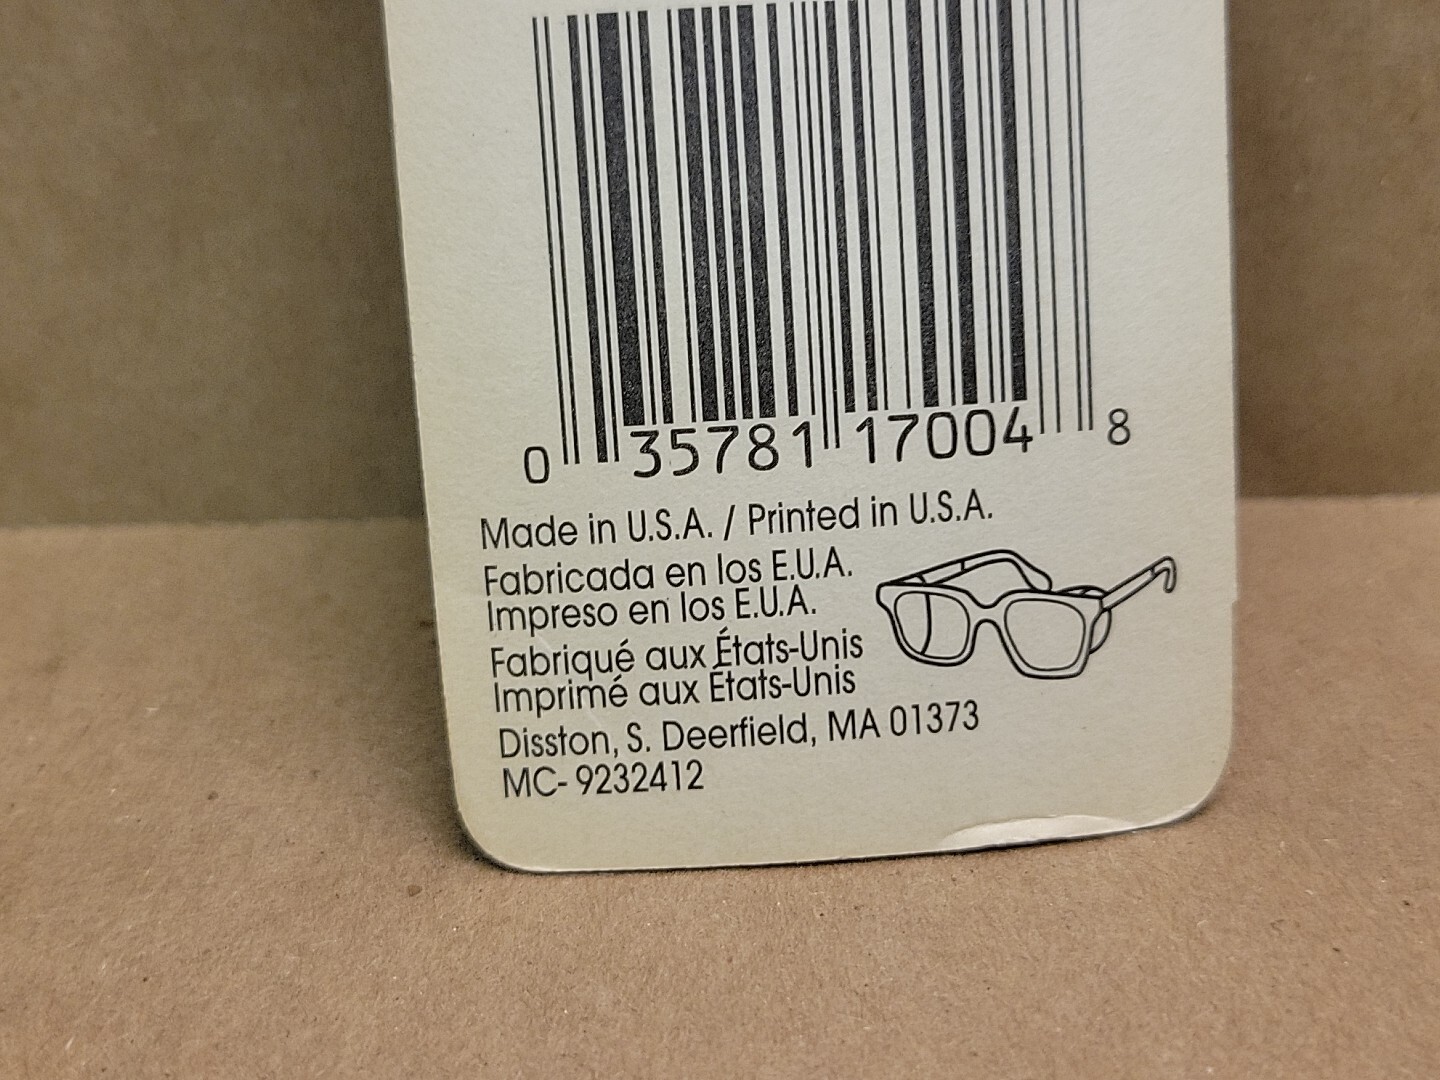 0 35781 17004 8
Made in U.S.A. / Printed in U.S.A.
Fabricada en los E.U.A.
Impreso en los E.U.A.
Fabriqué aux États-Unis
Imprimé aux États-Unis
Disston, S. Deerfield, MA 01373
MC- 9232412